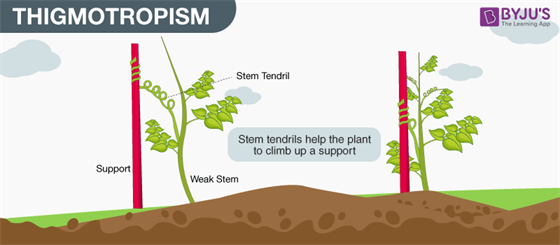 THIGMOTROPISM
BYJU'S
The Learning App
Stem Tendril
Stem tendrils help the plant
to climb up a support
Support
Weak Stem